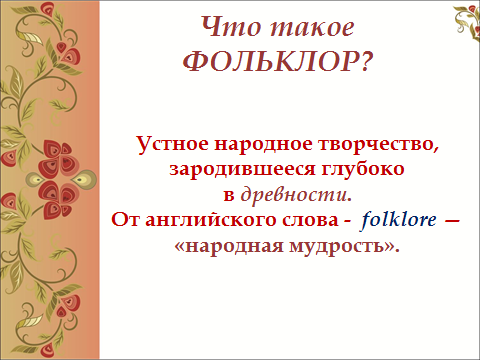 Что такое
ФОЛЬКЛОР?
Устное народное творчество,
зародившееся глубоко
в древности.
От английского слова - folklore —
«народная мудрость».